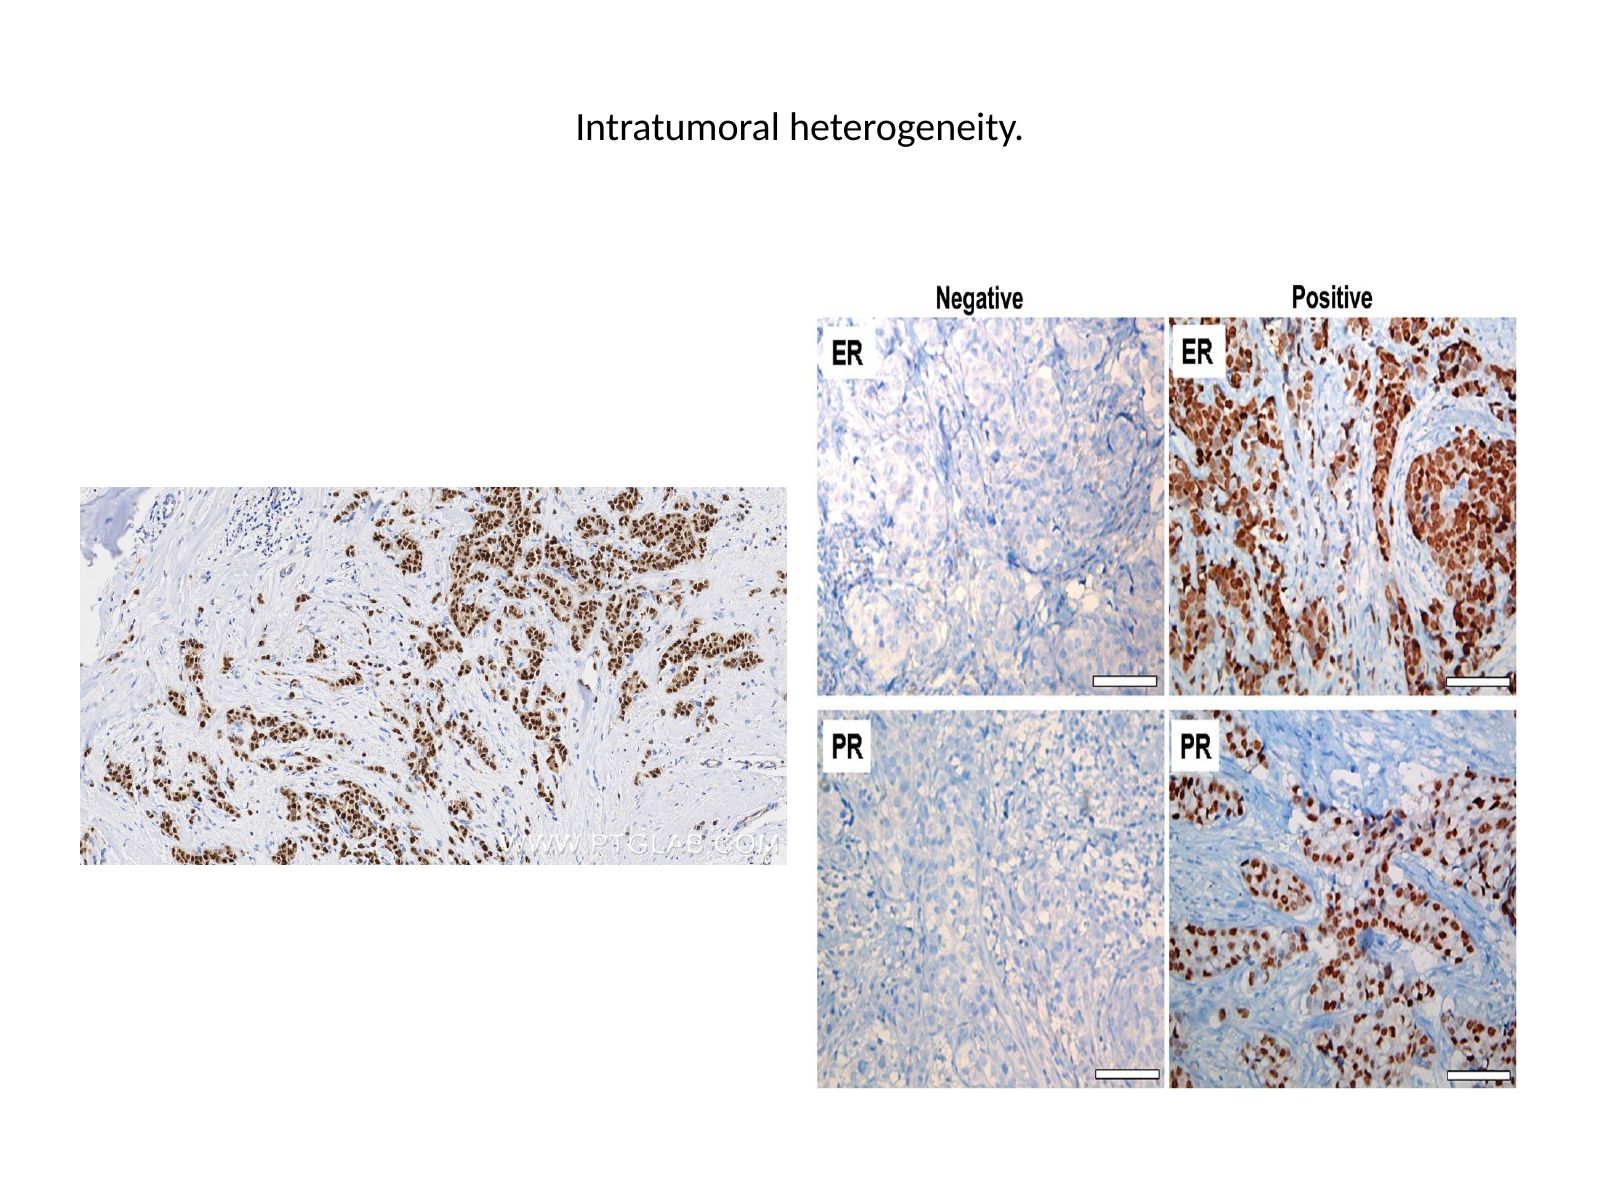 Intratumoral heterogeneity.
Negative
Positive
ER
ER
PR
PR
WWW.PTGLAB.COM